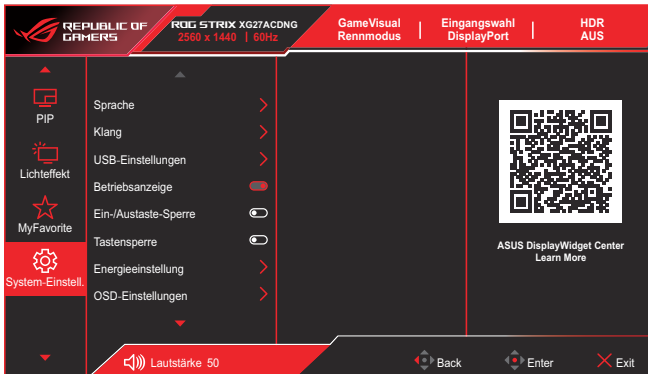 REPUBLIC OF
GAMERS
ROG STRIX XG27ACDNG
2560 x 1440 | 60Hz
GameVisual
Rennmodus
Eingangswahl
DisplayPort
HDR
AUS
PIP
Lichteffekt
MyFavorite
System-Einstell.
Sprache
Klang
USB-Einstellungen
Betriebsanzeige
Ein-/Austaste-Sperre
Tastensperre
Energieeinstellung
OSD-Einstellungen
ASUS DisplayWidget Center
Learn More
Lautstärke 50
Back
Enter
Exit